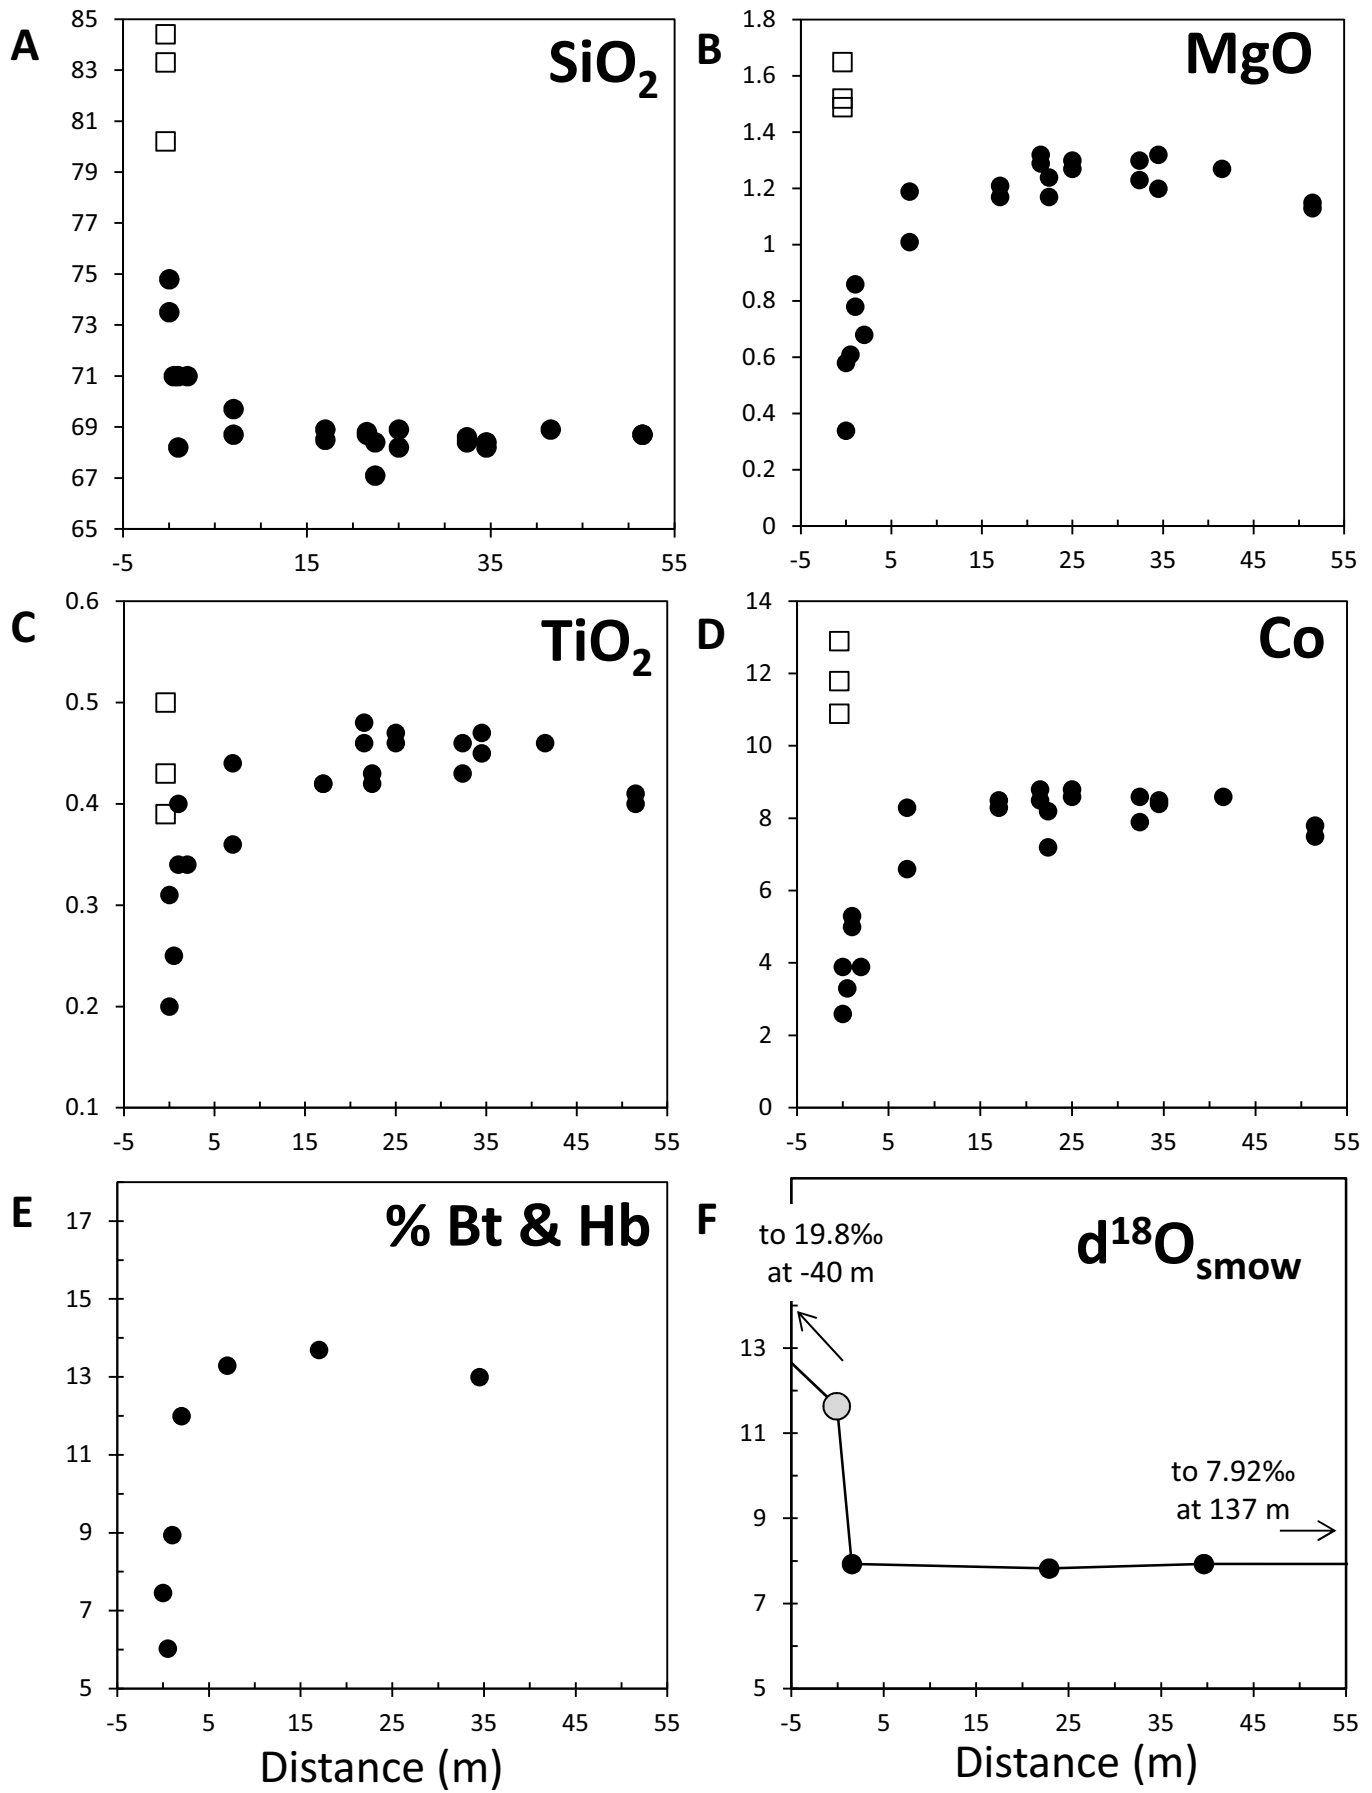 A
SiO2
85
83
81
79
77
75
73
71
69
67
65
-5 15 35 55
B
MgO
1.8
1.6
1.4
1.2
1
0.8
0.6
0.4
0.2
0
-5 5 15 25 35 45 55
C
TiO2
0.6
0.5
0.4
0.3
0.2
0.1
-5 5 15 25 35 45 55
D
Co
14
12
10
8
6
4
2
0
-5 5 15 25 35 45 55
E
% Bt & Hb
17
15
13
11
9
7
5
-5 5 15 25 35 45 55
Distance (m)
F
d18Osmow
to 19.8‰
at -40 m
13
11
9
7
5
to 7.92‰
at 137 m
-5 5 15 25 35 45 55
Distance (m)